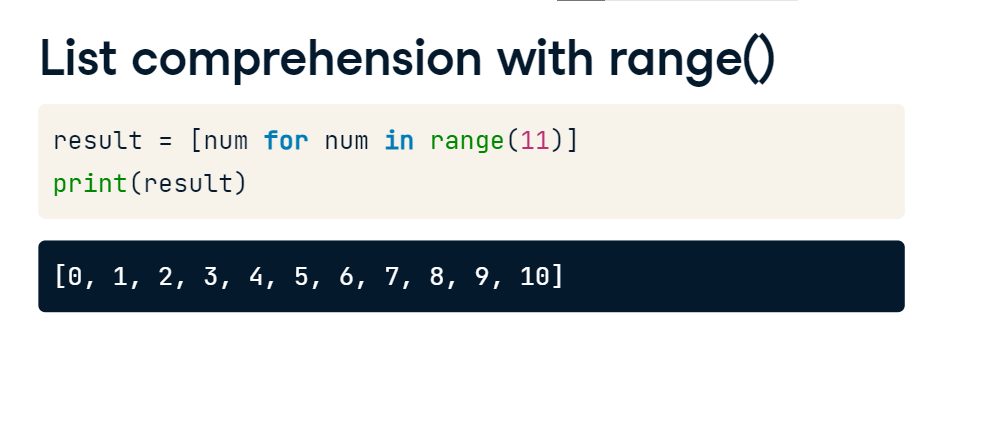 List comprehension with range()
result = [num for num in range(11)]
print(result)
[0, 1, 2, 3, 4, 5, 6, 7, 8, 9, 10]